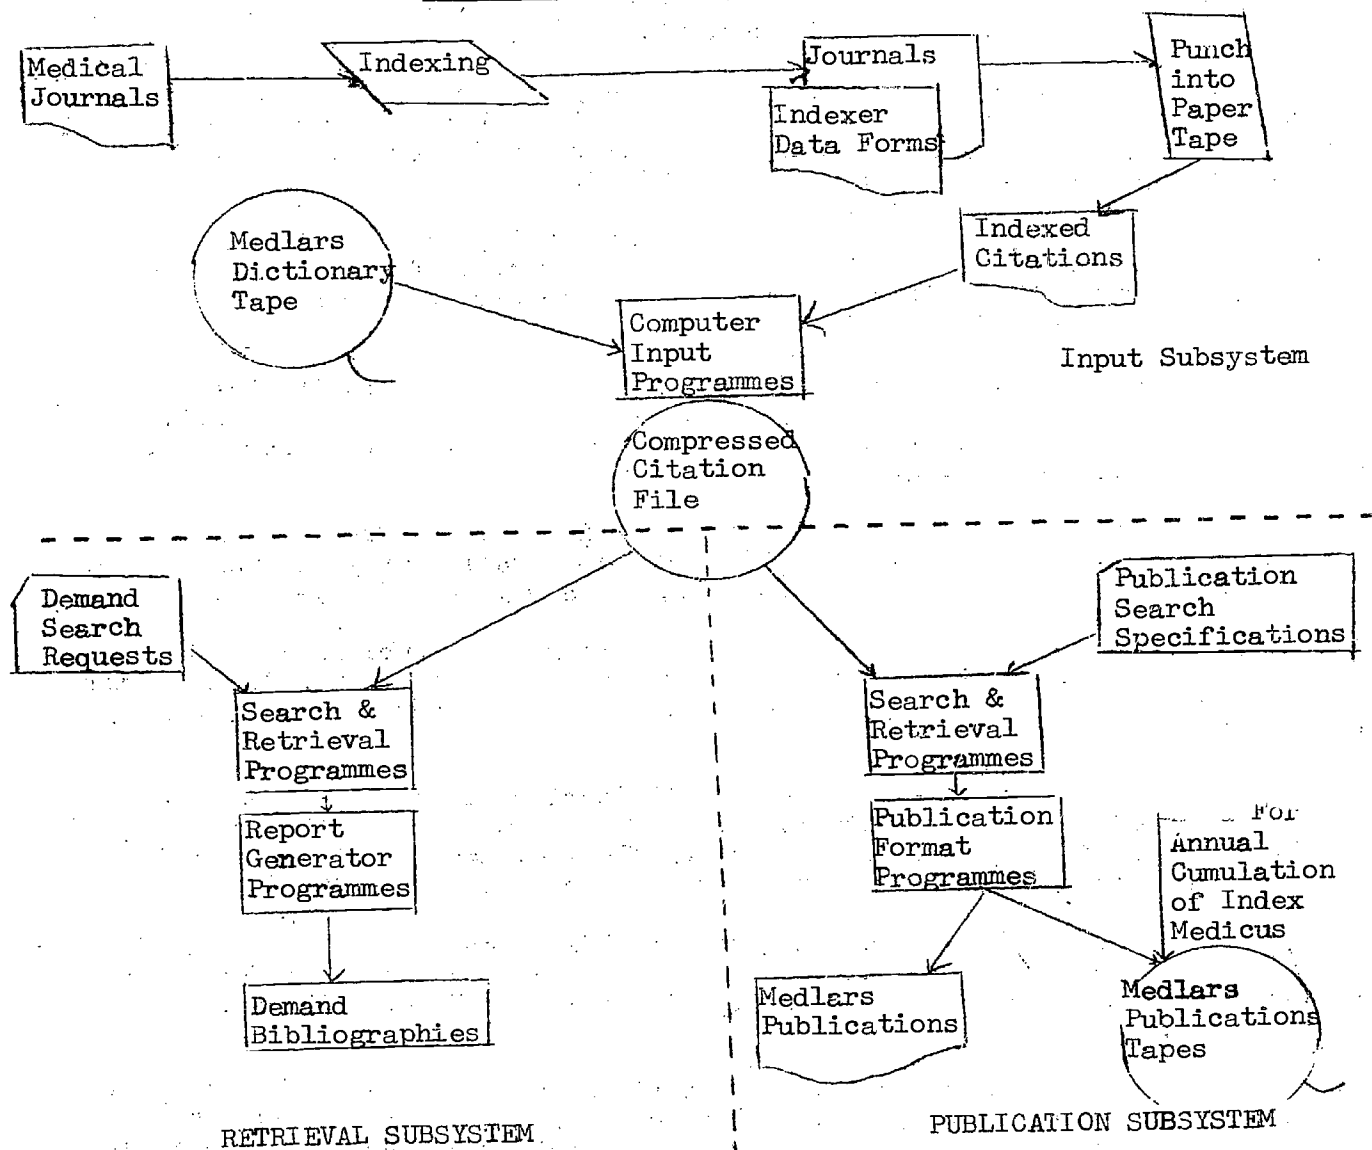 Medical
Journals
Indexing
Journals
Indexer
Data Forms
Punch
into
Paper
Tape
Medlars
Dictionary
Tape
Indexed
Citations
Computer
Input
Programmes
Input Subsystem
Compressed
Citation
File
Demand
Search
Requests
Publication
Search
Specifications
Search &
Retrieval
Programmes
Search &
Retrieval
Programmes
Report
Generator
Programmes
Publication
Format
Programmes
For
Annual
Cumulation
of Index
Medicus
Demand
Bibliographies
Medlars
Publications
Medlars
Publications
Tapes
RETRIEVAL SUBSYSTEM
PUBLICATION SUBSYSTEM